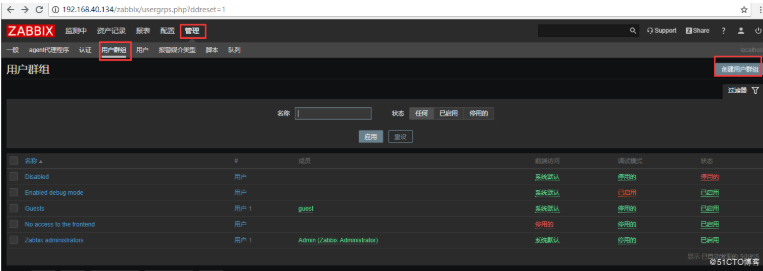 192.168.40.134/zabbix/usergrps.php?ddreset=1
ZABBIX 监测中 资产记录 报表 配置 管理 Support Share ?
一般 agent代理程序 认证 用户群组 用户 报警媒介类型 脚本 队列 localhost
用户群组 创建用户群组
过滤器
名称 状态 任何 已启用 停用的
应用 重设
名称 # 成员 前端访问 调试模式 状态
Disabled 用户 系统默认 停用的 停用的
Enabled debug mode 用户 系统默认 已启用 已启用
Guests 用户 1 guest 系统默认 停用的 已启用
No access to the frontend 用户 停用的 停用的 已启用
Zabbix administrators 用户 1 Admin (Zabbix Administrator) 系统默认 停用的 已启用
@51CTO博客